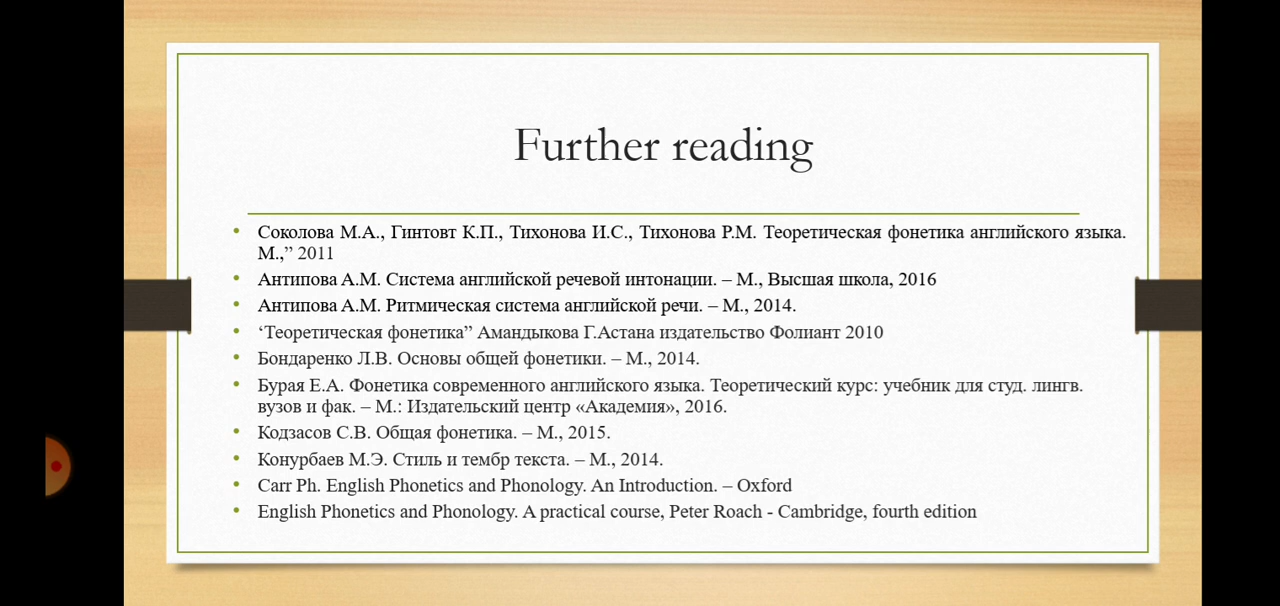 Further reading
Соколова М.А., Гинтовт К.П., Тихонова И.С., Тихонова Р.М. Теоретическая фонетика английского языка.
М.,” 2011
Антипова А.М. Система английской речевой интонации. – М., Высшая школа, 2016
Антипова А.М. Ритмическая система английской речи. – М., 2014.
‘Теоретическая фонетика” Амандыкова Г.Астана издательство Фолиант 2010
Бондаренко Л.В. Основы общей фонетики. – М., 2014.
Бурая Е.А. Фонетика современного английского языка. Теоретический курс: учебник для студ. лингв.
вузов и фак. – М.: Издательский центр «Академия», 2016.
Кодзасов С.В. Общая фонетика. – М., 2015.
Конурбаев М.Э. Стиль и тембр текста. – М., 2014.
Carr Ph. English Phonetics and Phonology. An Introduction. – Oxford
English Phonetics and Phonology. A practical course, Peter Roach - Cambridge, fourth edition